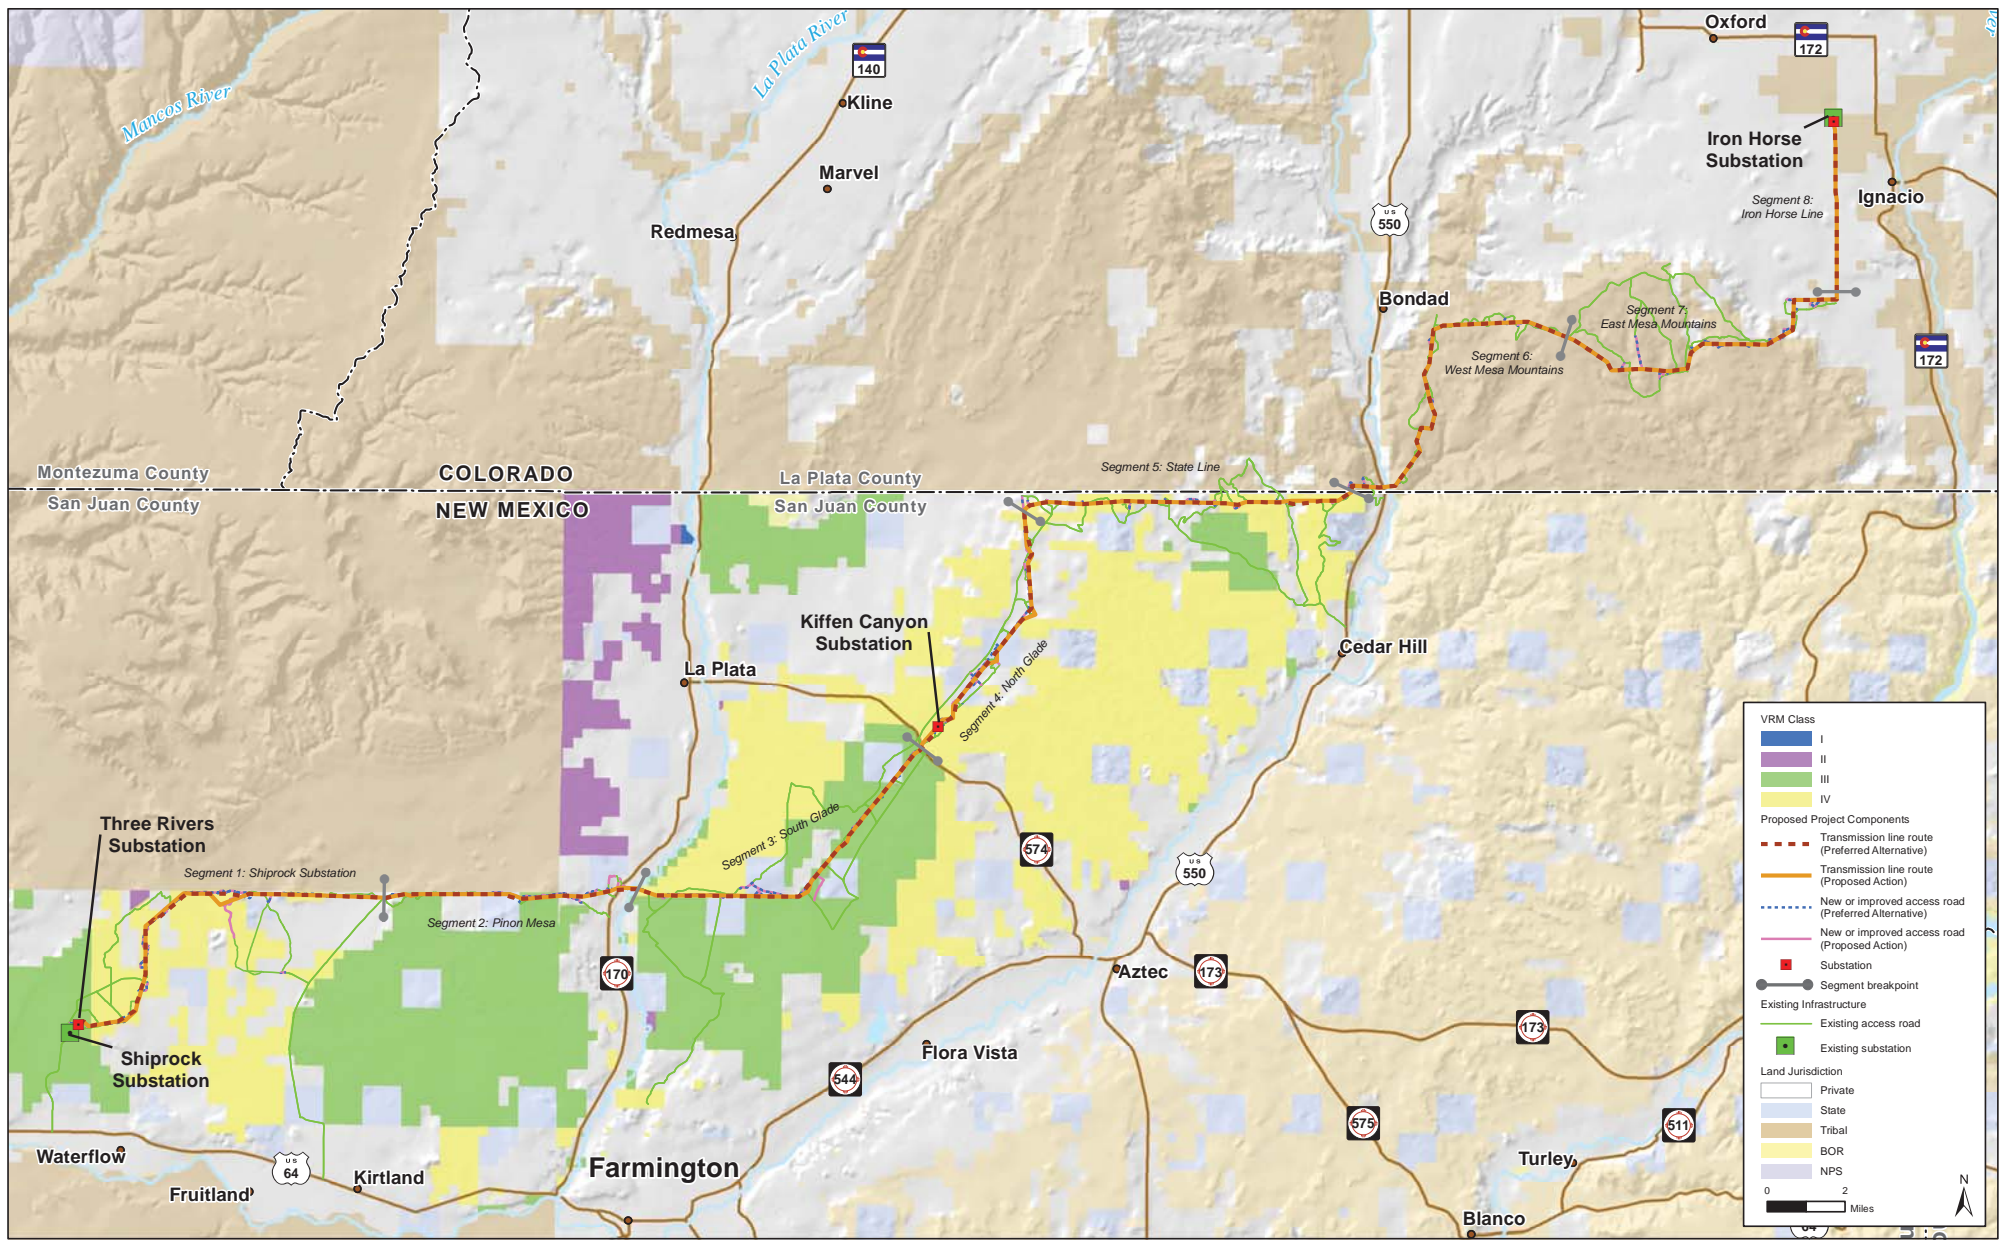 Oxford
172
La Plata River
140
Kline
Mancos River
Iron Horse
Substation
Marvel
Ignacio
Segment 8:
Iron Horse Line
US
550
Redmesa
Bondad
Segment 7:
East Mesa Mountains
172
Segment 6:
West Mesa Mountains
Montezuma County
COLORADO
La Plata County
Segment 5: State Line
San Juan County
NEW MEXICO
San Juan County
Kiffen Canyon
Substation
Cedar Hill
La Plata
Segment 4: North Glade
Three Rivers
Substation
Segment 3: South Glade
574
US
550
Segment 1: Shiprock Substation
Segment 2: Pinon Mesa
170
Aztec
173
173
Flora Vista
Shiprock
Substation
544
575
511
Waterflow
US
64
Kirtland
Fruitland
Farmington
Turley
Blanco
VRM Class
I
II
III
IV
Proposed Project Components
Transmission line route
(Preferred Alternative)
Transmission line route
(Proposed Action)
New or improved access road
(Preferred Alternative)
New or improved access road
(Proposed Action)
Substation
Segment breakpoint
Existing Infrastructure
Existing access road
Existing substation
Land Jurisdiction
Private
State
Tribal
BOR
NPS
0 2
Miles
N